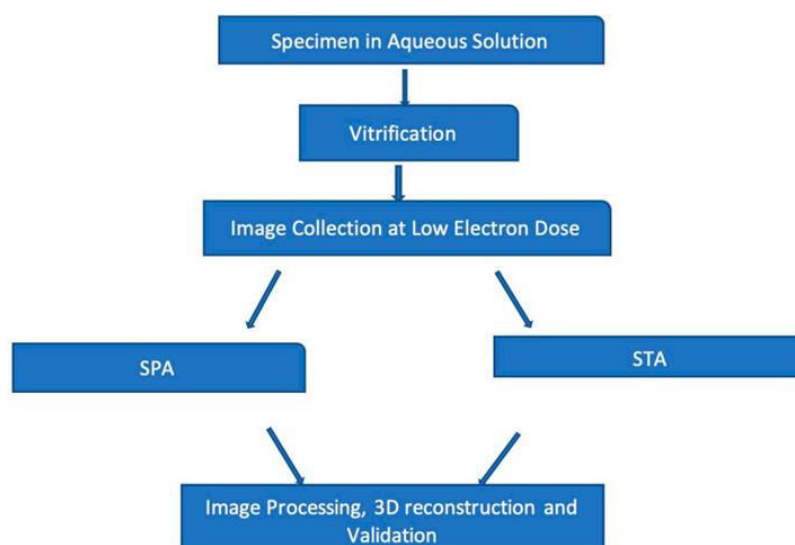 Specimen in Aqueous Solution
Vitrification
Image Collection at Low Electron Dose
SPA
STA
Image Processing, 3D reconstruction and
Validation